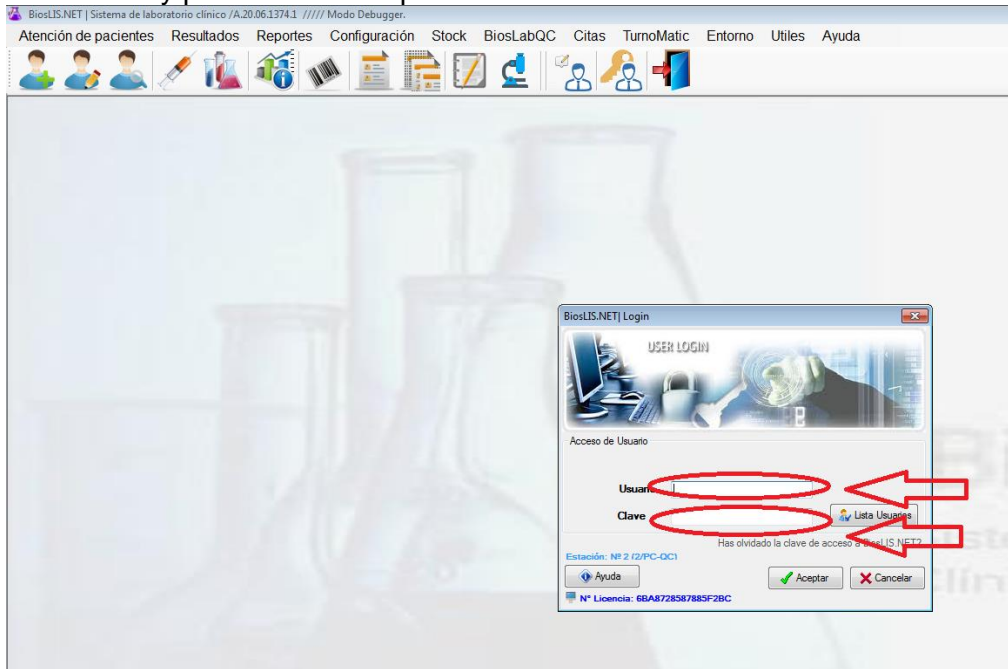 BiosLIS.NET | Sistema de laboratorio clínico /A.20.06.1374.1 ///// Modo Debugger.
Atención de pacientes Resultados Reportes Configuración Stock BiosLabQC Citas TurnoMatic Entorno Utiles Ayuda
BiosLIS.NET| Login
USER LOGIN
Acceso de Usuario
Usuario
Clave
Lista Usuarios
Has olvidado la clave de acceso a BiosLIS.NET?
Estación: Nº 2 (2/PC-QC)
Ayuda
Aceptar
Cancelar
N° Licencia: 6BA8728587885F2BC